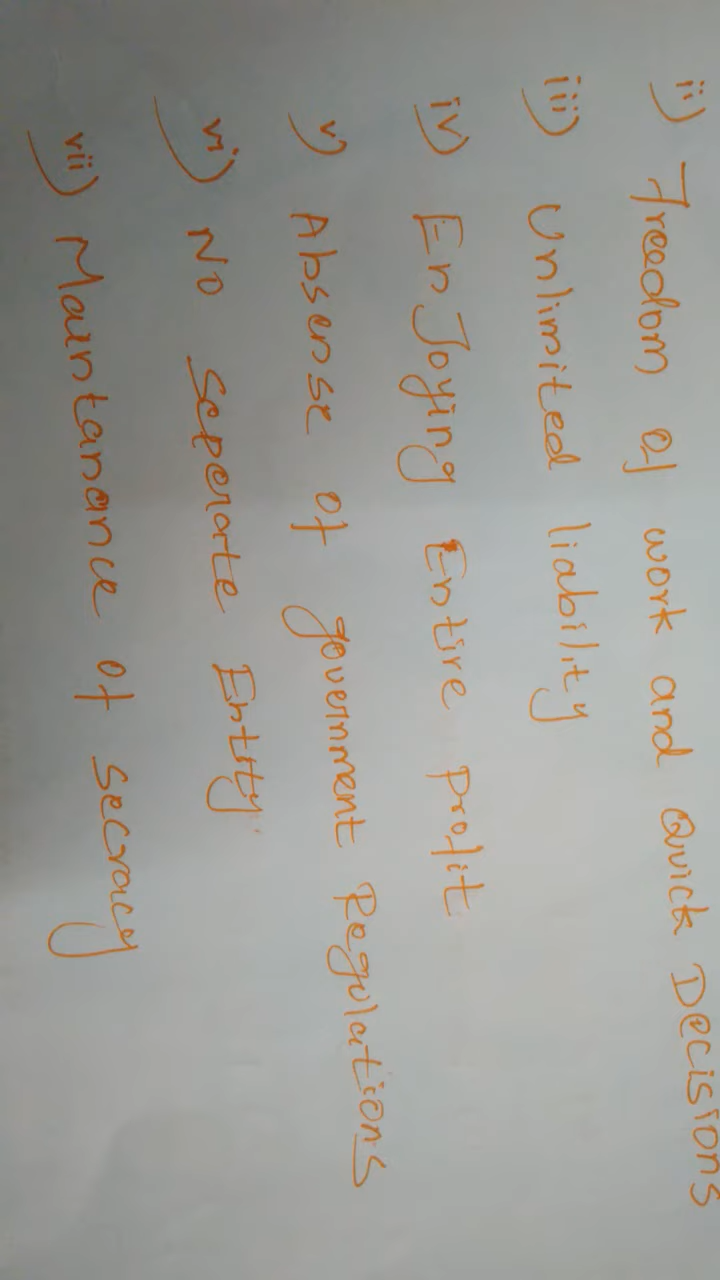 ii) Freedom of work and Quick Decisions
iii) Unlimited liability
iv) EnJoying Entire profit
v) Absense of government Regulations
vi) No Seperate Entity
vii) Maintanance of secracy